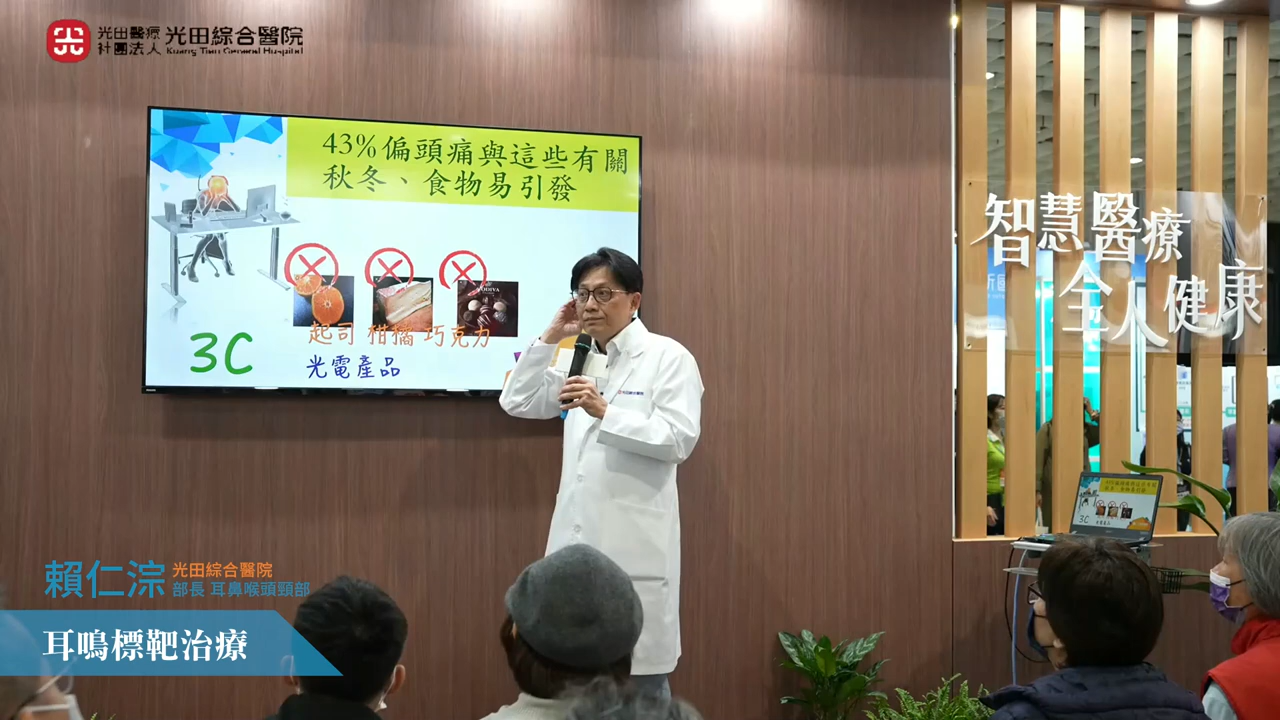 光田醫療
社團法人
光田綜合醫院
Kuang Tien General Hospital
43%偏頭痛與這些有關
秋冬、食物易引發
起司 柑橘 巧克力
3C
光電產品
智慧醫療
全人健康
賴仁淙
光田綜合醫院
部長 耳鼻喉頭頸部
耳鳴標靶治療